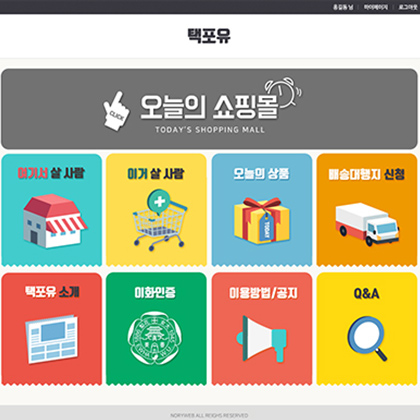 홍길동 님 | 마이페이지 | 로그아웃
택포유
CLICK
오늘의 쇼핑몰
TODAY'S SHOPPING MALL
여기서 살 사람
이거 살 사람
오늘의 상품
배송대행지 신청
TODAY
택포유 소개
이화인증
이용방법/공지
Q&A
NORYWEB ALL REIGHS RESERVED